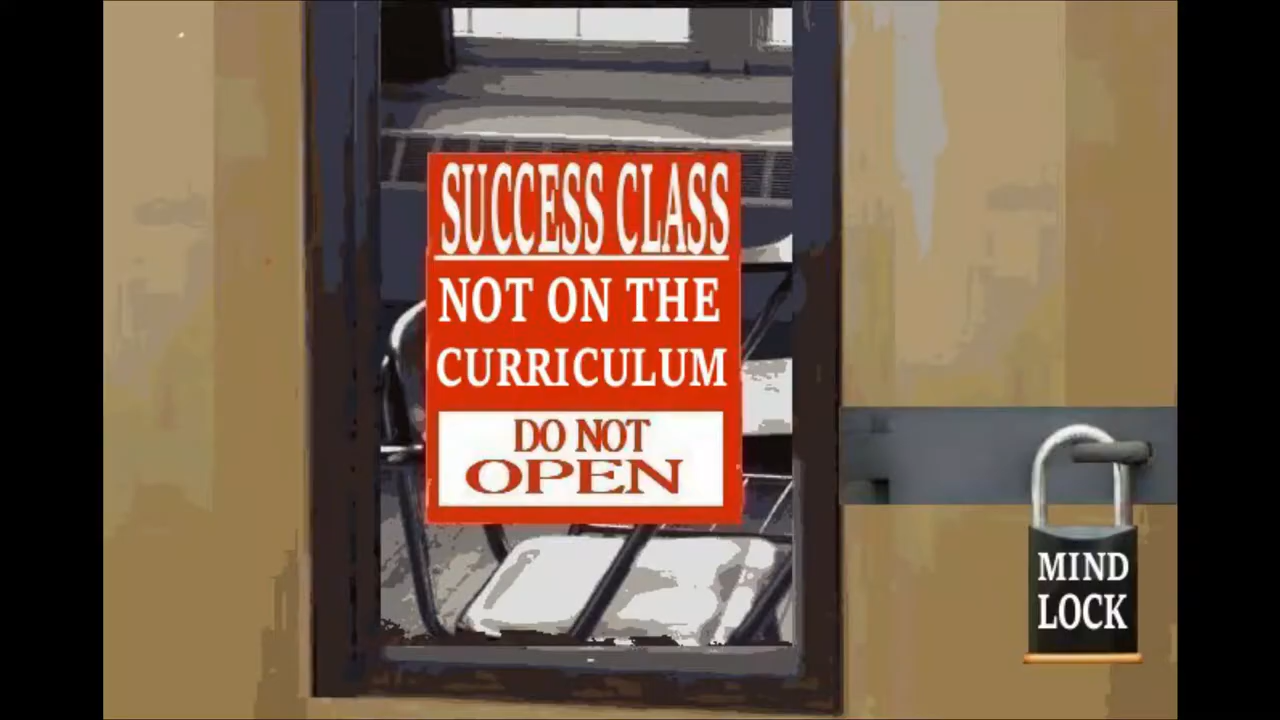 SUCCESS CLASS
NOT ON THE
CURRICULUM
DO NOT
OPEN
MIND
LOCK